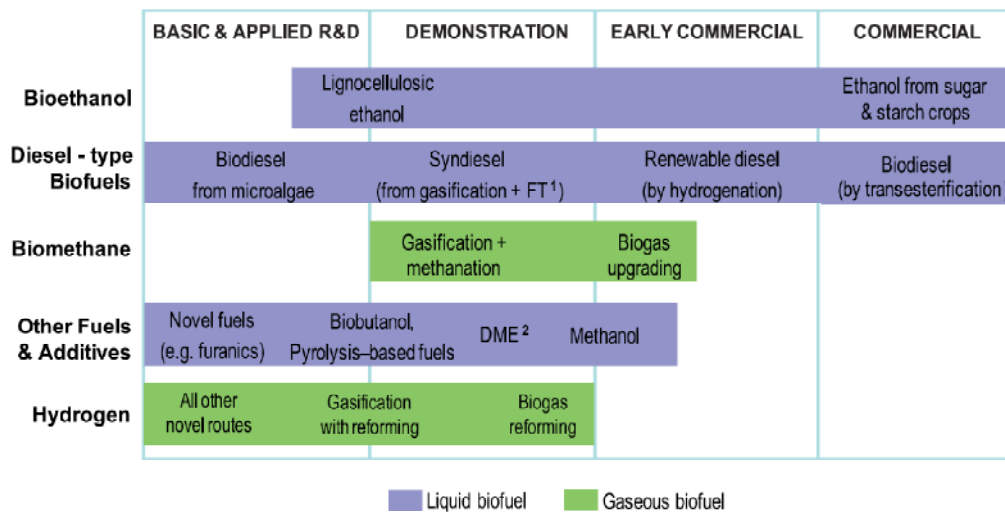 BASIC & APPLIED R&D DEMONSTRATION EARLY COMMERCIAL COMMERCIAL
Bioethanol
Lignocellulosic
ethanol
Ethanol from sugar
& starch crops
Diesel - type
Biofuels
Biodiesel
from microalgae
Syndiesel
(from gasification + FT¹)
Renewable diesel
(by hydrogenation)
Biodiesel
(by transesterification)
Biomethane
Gasification +
methanation
Biogas
upgrading
Other Fuels
& Additives
Novel fuels
(e.g. furanics)
Biobutanol,
Pyrolysis–based fuels
DME ²
Methanol
Hydrogen
All other
novel routes
Gasification
with reforming
Biogas
reforming
Liquid biofuel
Gaseous biofuel